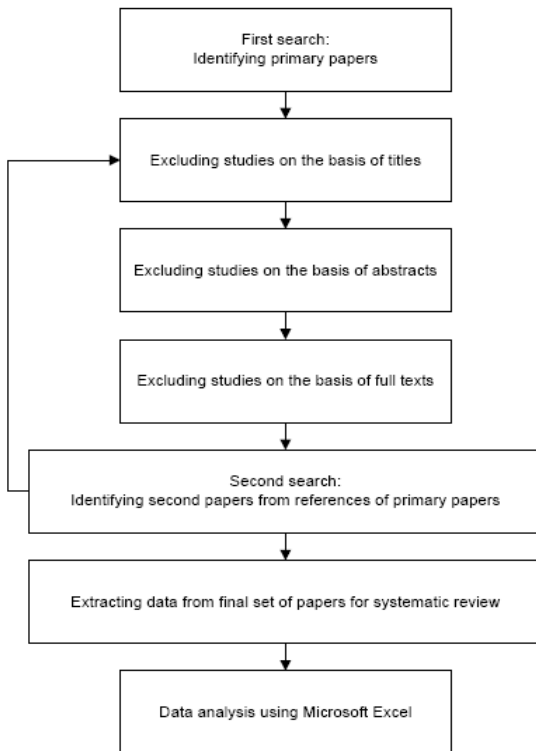 First search:
Identifying primary papers
Excluding studies on the basis of titles
Excluding studies on the basis of abstracts
Excluding studies on the basis of full texts
Second search:
Identifying second papers from references of primary papers
Extracting data from final set of papers for systematic review
Data analysis using Microsoft Excel